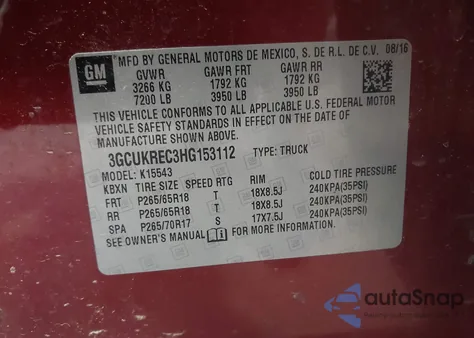 GM
MFD BY GENERAL MOTORS DE MEXICO, S. DE R.L. DE C.V. 08/16
GVWR GAWR FRT GAWR RR
3266 KG 1792 KG 1792 KG
7200 LB 3950 LB 3950 LB
THIS VEHICLE CONFORMS TO ALL APPLICABLE U.S. FEDERAL MOTOR
VEHICLE SAFETY STANDARDS IN EFFECT ON THE DATE OF
MANUFACTURE SHOWN ABOVE.
3GCUKREC3HG153112 TYPE: TRUCK
MODEL: K15543
KBXN TIRE SIZE SPEED RTG RIM COLD TIRE PRESSURE
FRT P265/65R18 T 18X8.5J 240KPA(35PSI)
RR P265/65R18 T 18X8.5J 240KPA(35PSI)
SPA P265/70R17 S 17X7.5J 240KPA(35PSI)
SEE OWNER'S MANUAL FOR MORE INFORMATION.
autoSnap